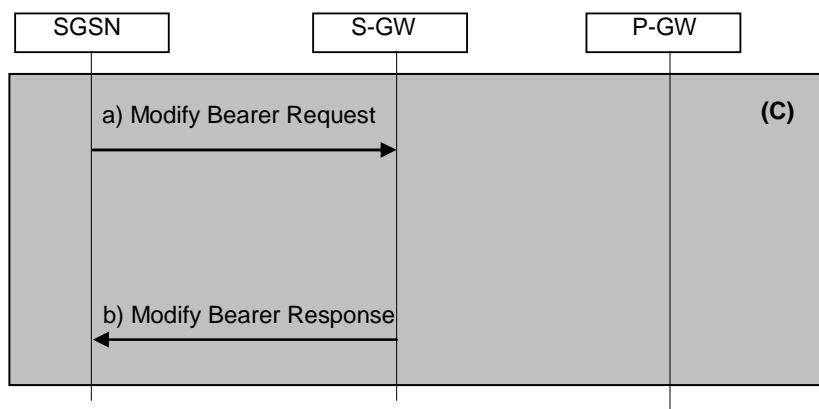 SGSN
S-GW
P-GW
(C)
a) Modify Bearer Request
b) Modify Bearer Response